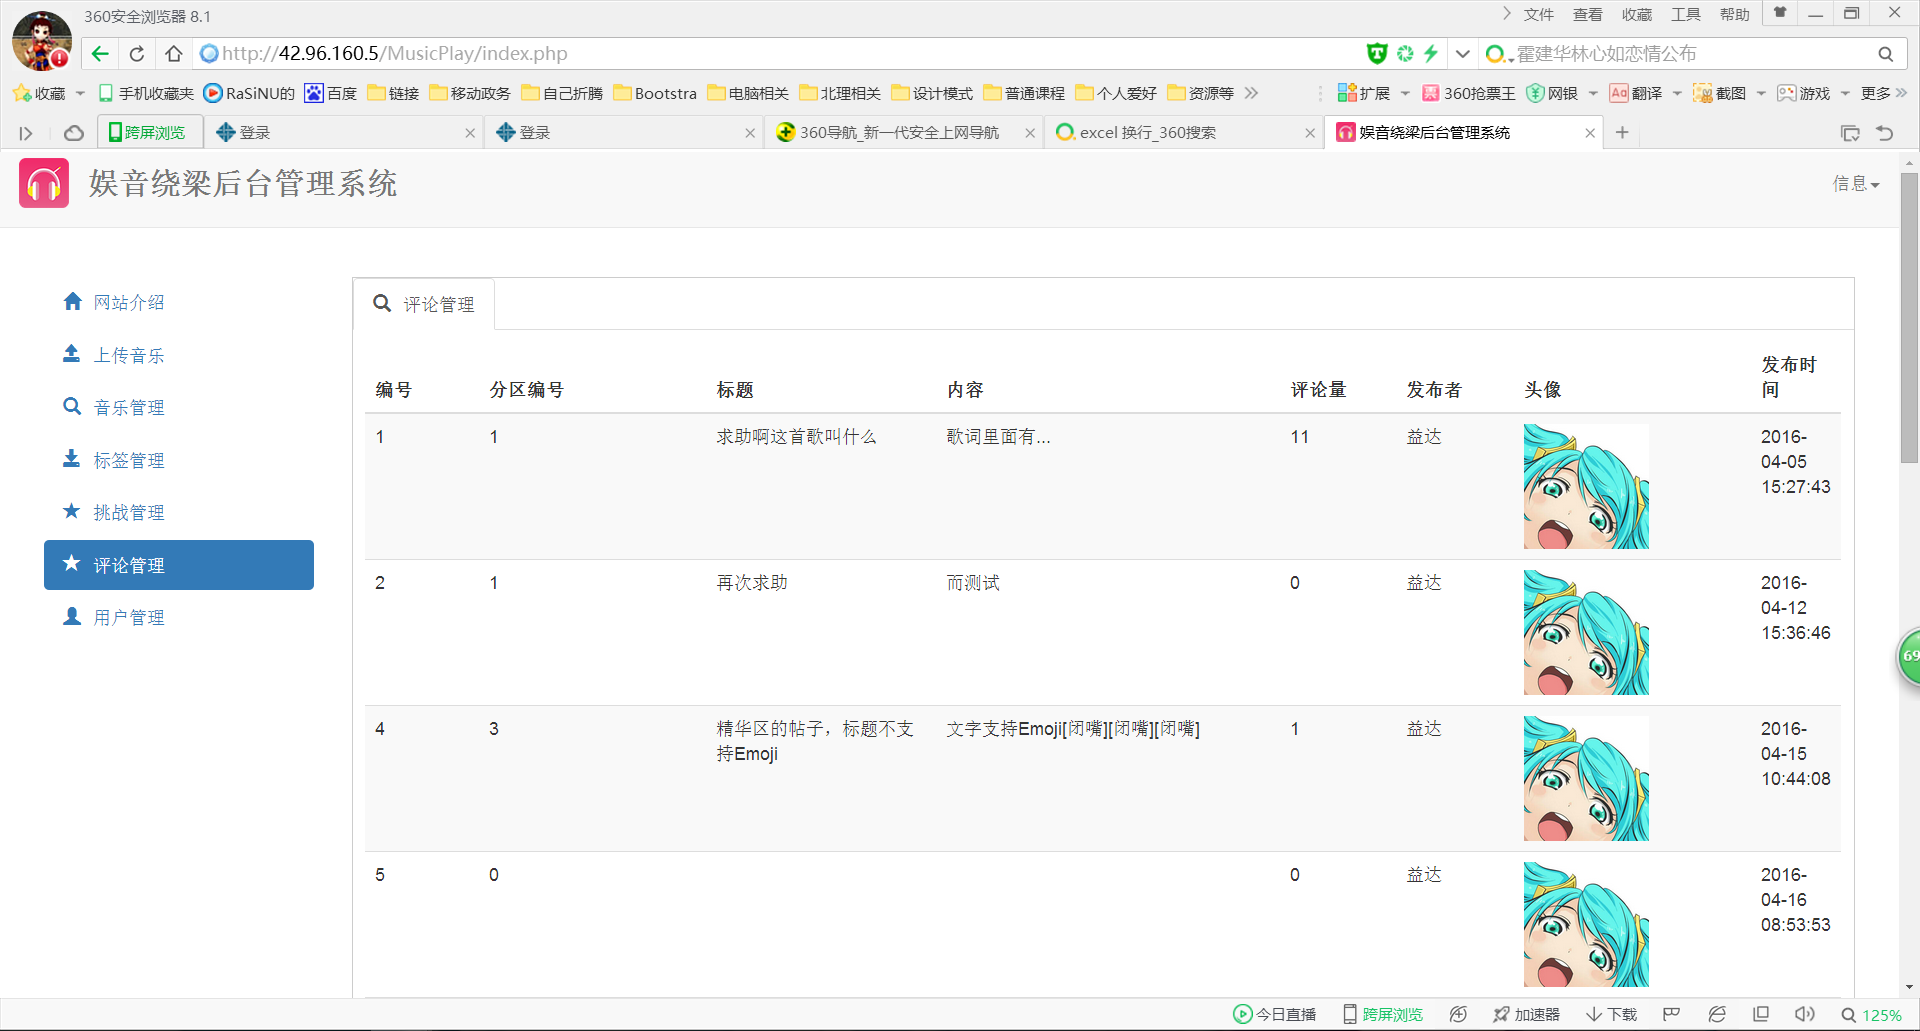 360安全浏览器 8.1
文件 查看 收藏 工具 帮助
http://42.96.160.5/MusicPlay/index.php
霍建华林心如恋情公布
收藏 手机收藏夹 RaSiNU的 百度 链接 移动政务 自己折腾 Bootstra 电脑相关 北理相关 设计模式 普通课程 个人爱好 资源等 扩展 360抢票王 网银 翻译 截图 游戏 更多
跨屏浏览 登录 登录 360导航_新一代安全上网导航 excel 换行_360搜索 娱音绕梁后台管理系统
娱音绕梁后台管理系统
信息
网站介绍
上传音乐
音乐管理
标签管理
挑战管理
评论管理
用户管理
评论管理
编号 分区编号 标题 内容 评论量 发布者 头像 发布时
间
1 1 求助啊这首歌叫什么 歌词里面有... 11 益达 2016-
04-05
15:27:43
2 1 再次求助 而测试 0 益达 2016-
04-12
15:36:46
4 3 精华区的帖子，标题不支 文字支持Emoji[闭嘴][闭嘴][闭嘴] 1 益达 2016-
持Emoji 04-15
10:44:08
5 0 0 益达 2016-
04-16
08:53:53
69
今日直播 跨屏浏览 加速器 下载 125%